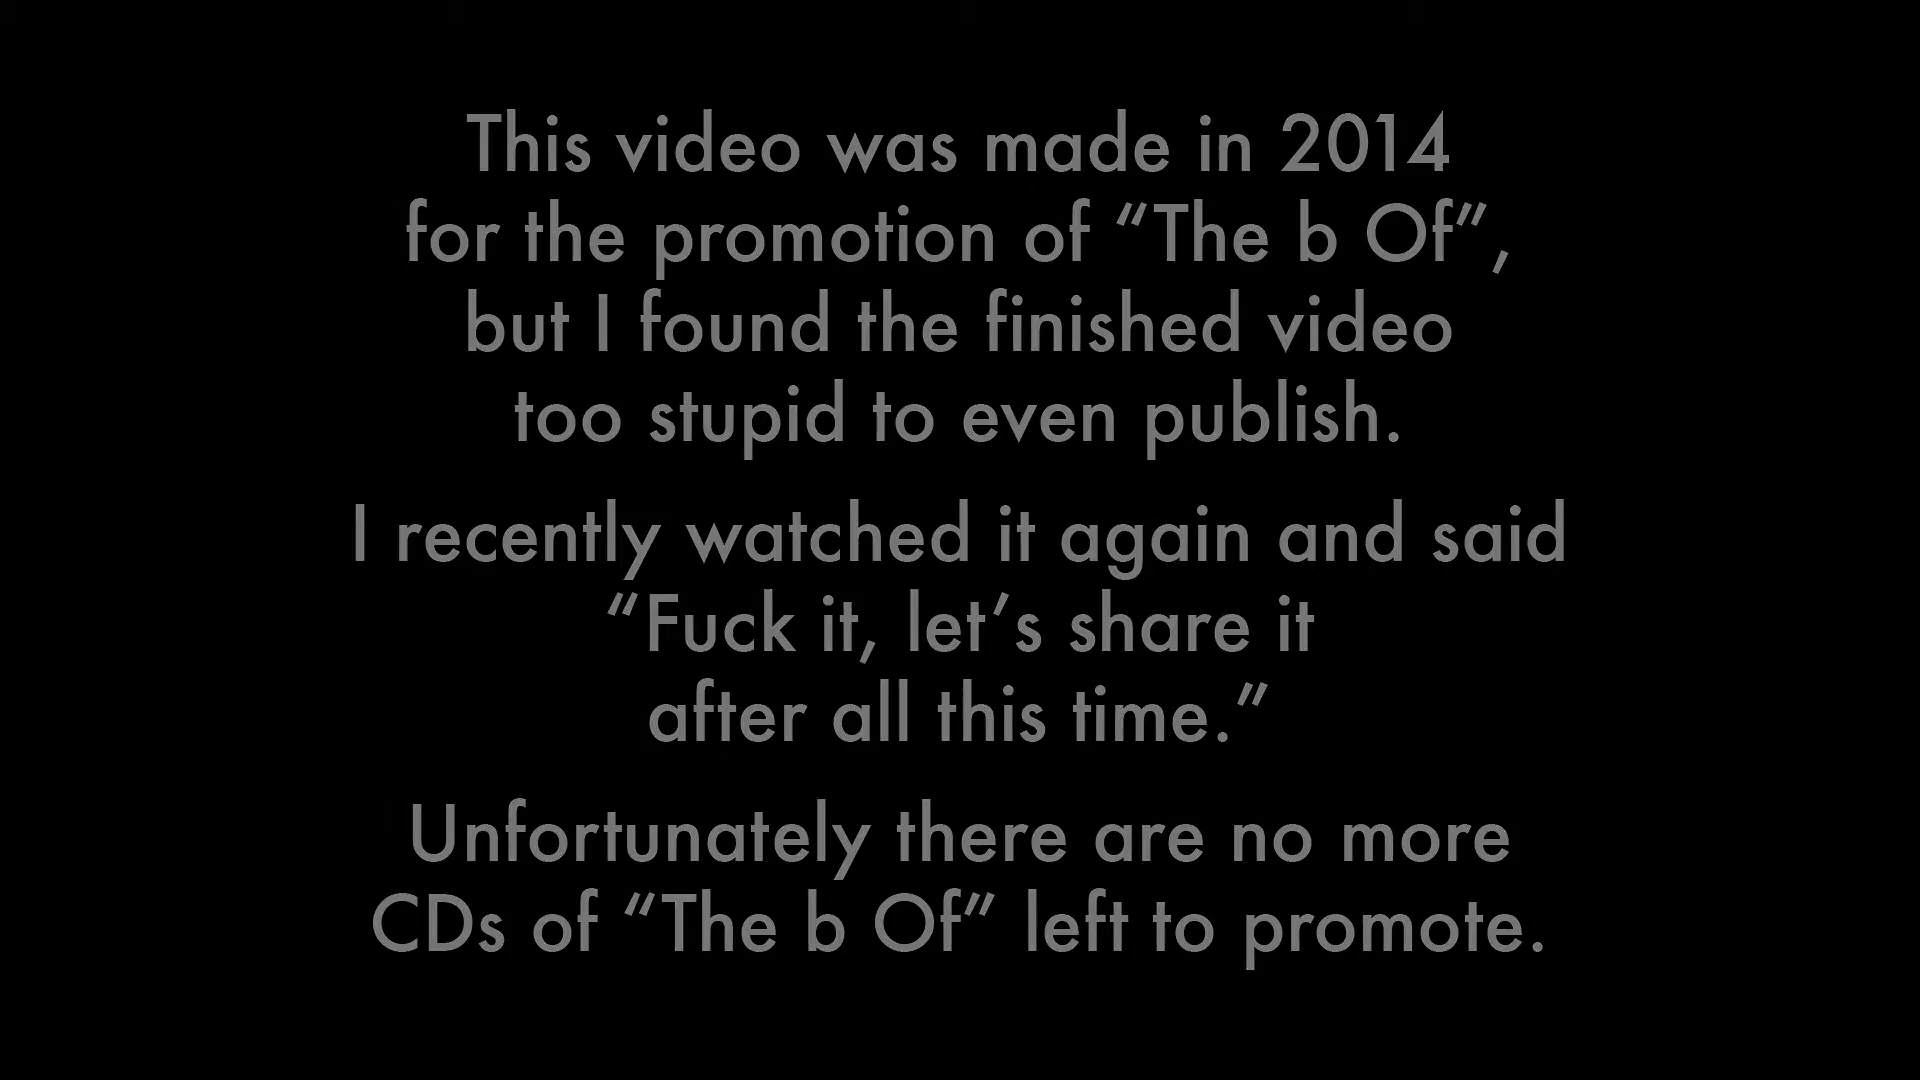 This video was made in 2014
for the promotion of “The b Of”,
but I found the finished video
too stupid to even publish.
I recently watched it again and said
“Fuck it, let’s share it
after all this time.”
Unfortunately there are no more
CDs of “The b Of” left to promote.